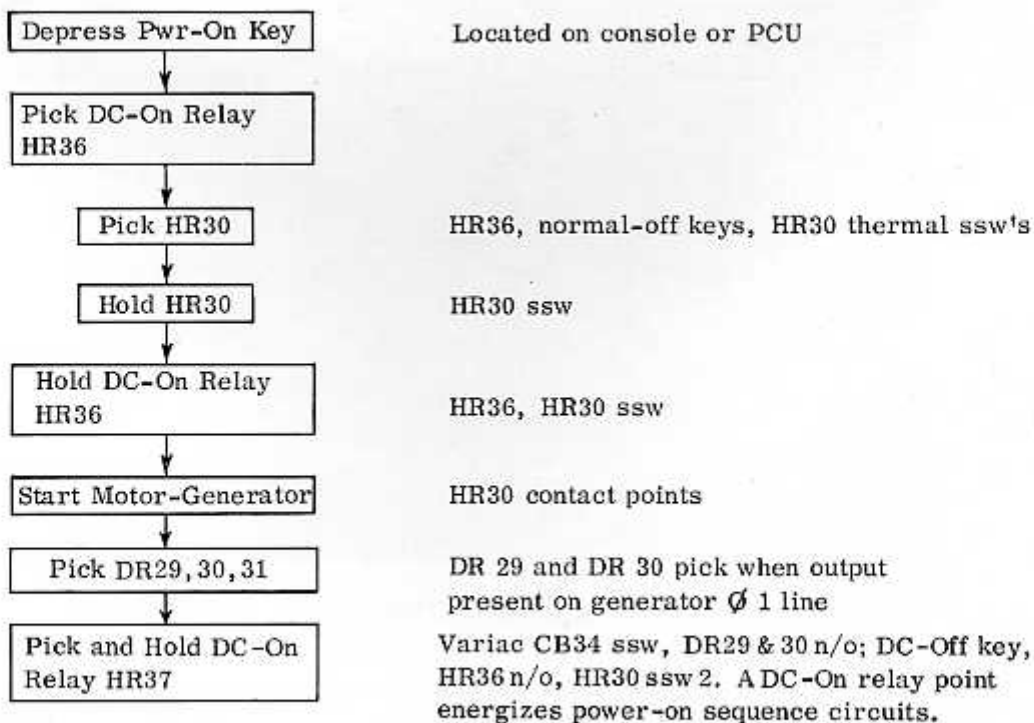 Depress Pwr-On Key
Located on console or PCU
Pick DC-On Relay
HR36
Pick HR30
HR36, normal-off keys, HR30 thermal ssw's
Hold HR30
HR30 ssw
Hold DC-On Relay
HR36
HR36, HR30 ssw
Start Motor-Generator
HR30 contact points
Pick DR29,30,31
DR 29 and DR 30 pick when output
present on generator Ø 1 line
Pick and Hold DC-On
Relay HR37
Variac CB34 ssw, DR29 & 30 n/o; DC-Off key,
HR36 n/o, HR30 ssw 2. A DC-On relay point
energizes power-on sequence circuits.